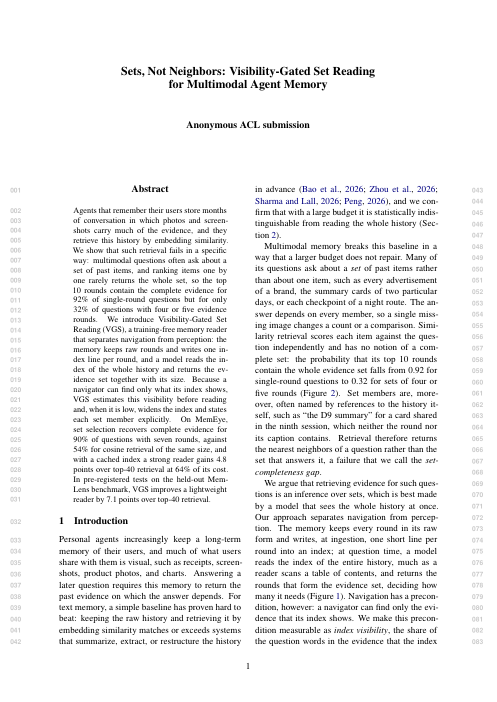 Sets, Not Neighbors: Visibility-Gated Set Reading
for Multimodal Agent Memory
Anonymous ACL submission
Abstract
001
Agents that remember their users store months
002
of conversation in which photos and screen-
003
shots carry much of the evidence, and they
004
retrieve this history by embedding similarity.
005
We show that such retrieval fails in a specific
006
way: multimodal questions often ask about a
007
set of past items, and ranking items one by
008
one rarely returns the whole set, so the top
009
10 rounds contain the complete evidence for
010
92% of single-round questions but for only
011
32% of questions with four or five evidence
012
rounds. We introduce Visibility-Gated Set
013
Reading (VGS), a training-free memory reader
014
that separates navigation from perception: the
015
memory keeps raw rounds and writes one in-
016
dex line per round, and a model reads the in-
017
dex of the whole history and returns the ev-
018
idence set together with its size. Because a
019
navigator can find only what its index shows,
020
VGS estimates this visibility before reading
021
and, when it is low, widens the index and states
022
each set member explicitly. On MemEye,
023
set selection recovers complete evidence for
024
90% of questions with seven rounds, against
025
54% for cosine retrieval of the same size, and
026
with a cached index a strong reader gains 4.8
027
points over top-40 retrieval at 64% of its cost.
028
In pre-registered tests on the held-out Mem-
029
Lens benchmark, VGS improves a lightweight
030
reader by 7.1 points over top-40 retrieval.
031
1 Introduction
032
Personal agents increasingly keep a long-term
033
memory of their users, and much of what users
034
share with them is visual, such as receipts, screen-
035
shots, product photos, and charts. Answering a
036
later question requires this memory to return the
037
past evidence on which the answer depends. For
038
text memory, a simple baseline has proven hard to
039
beat: keeping the raw history and retrieving it by
040
embedding similarity matches or exceeds systems
041
that summarize, extract, or restructure the history
042
in advance (Bao et al., 2026; Zhou et al., 2026;
043
Sharma and Lall, 2026; Peng, 2026), and we con-
044
firm that with a large budget it is statistically indis-
045
tinguishable from reading the whole history (Sec-
046
tion 2).
047
Multimodal memory breaks this baseline in a
048
way that a larger budget does not repair. Many of
049
its questions ask about a set of past items rather
050
than about one item, such as every advertisement
051
of a brand, the summary cards of two particular
052
days, or each checkpoint of a night route. The an-
053
swer depends on every member, so a single miss-
054
ing image changes a count or a comparison. Simi-
055
larity retrieval scores each item against the ques-
056
tion independently and has no notion of a com-
057
plete set: the probability that its top 10 rounds
058
contain the whole evidence set falls from 0.92 for
059
single-round questions to 0.32 for sets of four or
060
five rounds (Figure 2). Set members are, more-
061
over, often named by references to the history it-
062
self, such as “the D9 summary” for a card shared
063
in the ninth session, which neither the round nor
064
its caption contains. Retrieval therefore returns
065
the nearest neighbors of a question rather than the
066
set that answers it, a failure that we call the set-
067
completeness gap.
068
We argue that retrieving evidence for such ques-
069
tions is an inference over sets, which is best made
070
by a model that sees the whole history at once.
071
Our approach separates navigation from percep-
072
tion. The memory keeps every round in its raw
073
form and writes, at ingestion, one short line per
074
round into an index; at question time, a model
075
reads the index of the entire history, much as a
076
reader scans a table of contents, and returns the
077
rounds that form the evidence set, deciding how
078
many it needs (Figure 1). Navigation has a precon-
079
dition, however: a navigator can find only the evi-
080
dence that its index shows. We make this precon-
081
dition measurable as index visibility, the share of
082
the question words in the evidence that the index
083
1